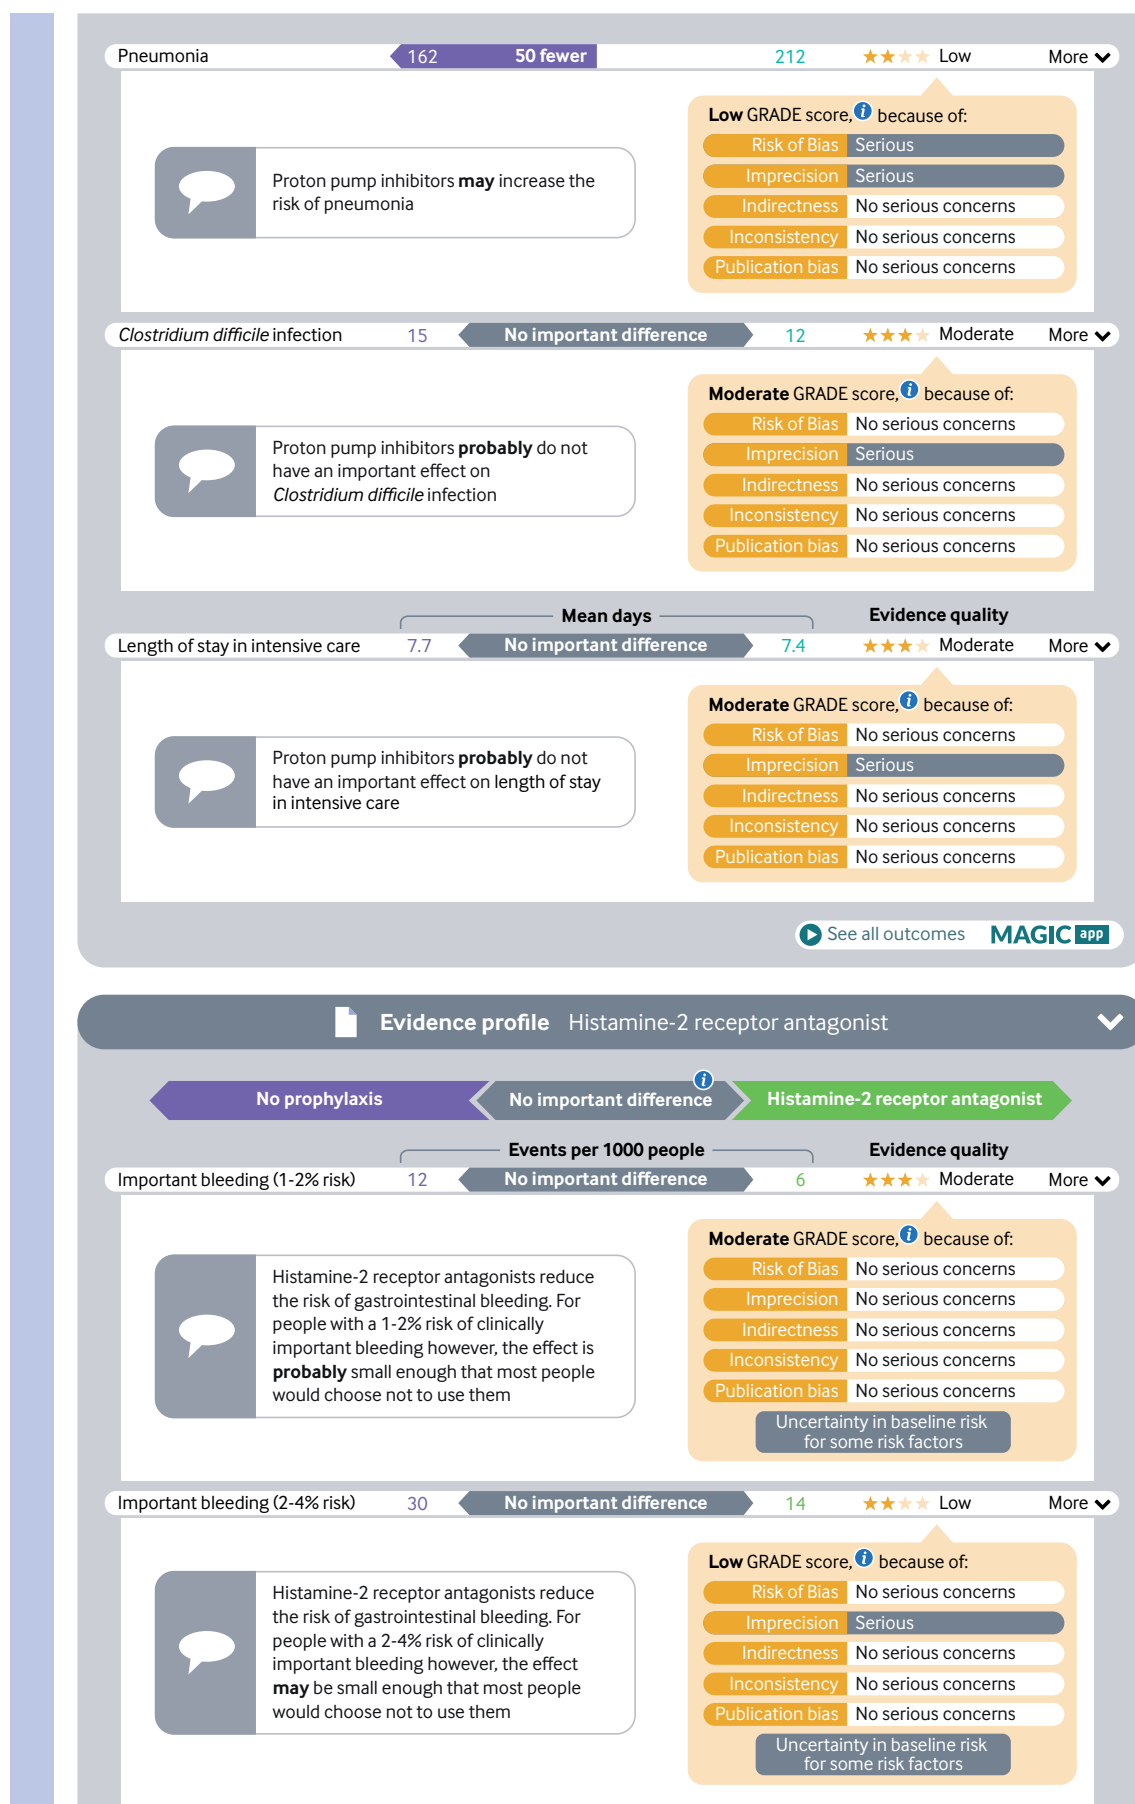 Pneumonia 162 50 fewer 212 Low More
Low GRADE score, i because of:
Risk of Bias Serious
Imprecision Serious
Indirectness No serious concerns
Inconsistency No serious concerns
Publication bias No serious concerns
Proton pump inhibitors may increase the
risk of pneumonia
Clostridium difficile infection 15 No important difference 12 Moderate More
Moderate GRADE score, i because of:
Risk of Bias No serious concerns
Imprecision Serious
Indirectness No serious concerns
Inconsistency No serious concerns
Publication bias No serious concerns
Proton pump inhibitors probably do not
have an important effect on
Clostridium difficile infection
Mean days Evidence quality
Length of stay in intensive care 7.7 No important difference 7.4 Moderate More
Moderate GRADE score, i because of:
Risk of Bias No serious concerns
Imprecision Serious
Indirectness No serious concerns
Inconsistency No serious concerns
Publication bias No serious concerns
Proton pump inhibitors probably do not
have an important effect on length of stay
in intensive care
See all outcomes MAGIC app
Evidence profile Histamine-2 receptor antagonist
No prophylaxis No important difference i Histamine-2 receptor antagonist
Events per 1000 people Evidence quality
Important bleeding (1-2% risk) 12 No important difference 6 Moderate More
Moderate GRADE score, i because of:
Risk of Bias No serious concerns
Imprecision No serious concerns
Indirectness No serious concerns
Inconsistency No serious concerns
Publication bias No serious concerns
Uncertainty in baseline risk
for some risk factors
Histamine-2 receptor antagonists reduce
the risk of gastrointestinal bleeding. For
people with a 1-2% risk of clinically
important bleeding however, the effect is
probably small enough that most people
would choose not to use them
Important bleeding (2-4% risk) 30 No important difference 14 Low More
Low GRADE score, i because of:
Risk of Bias No serious concerns
Imprecision Serious
Indirectness No serious concerns
Inconsistency No serious concerns
Publication bias No serious concerns
Uncertainty in baseline risk
for some risk factors
Histamine-2 receptor antagonists reduce
the risk of gastrointestinal bleeding. For
people with a 2-4% risk of clinically
important bleeding however, the effect
may be small enough that most people
would choose not to use them